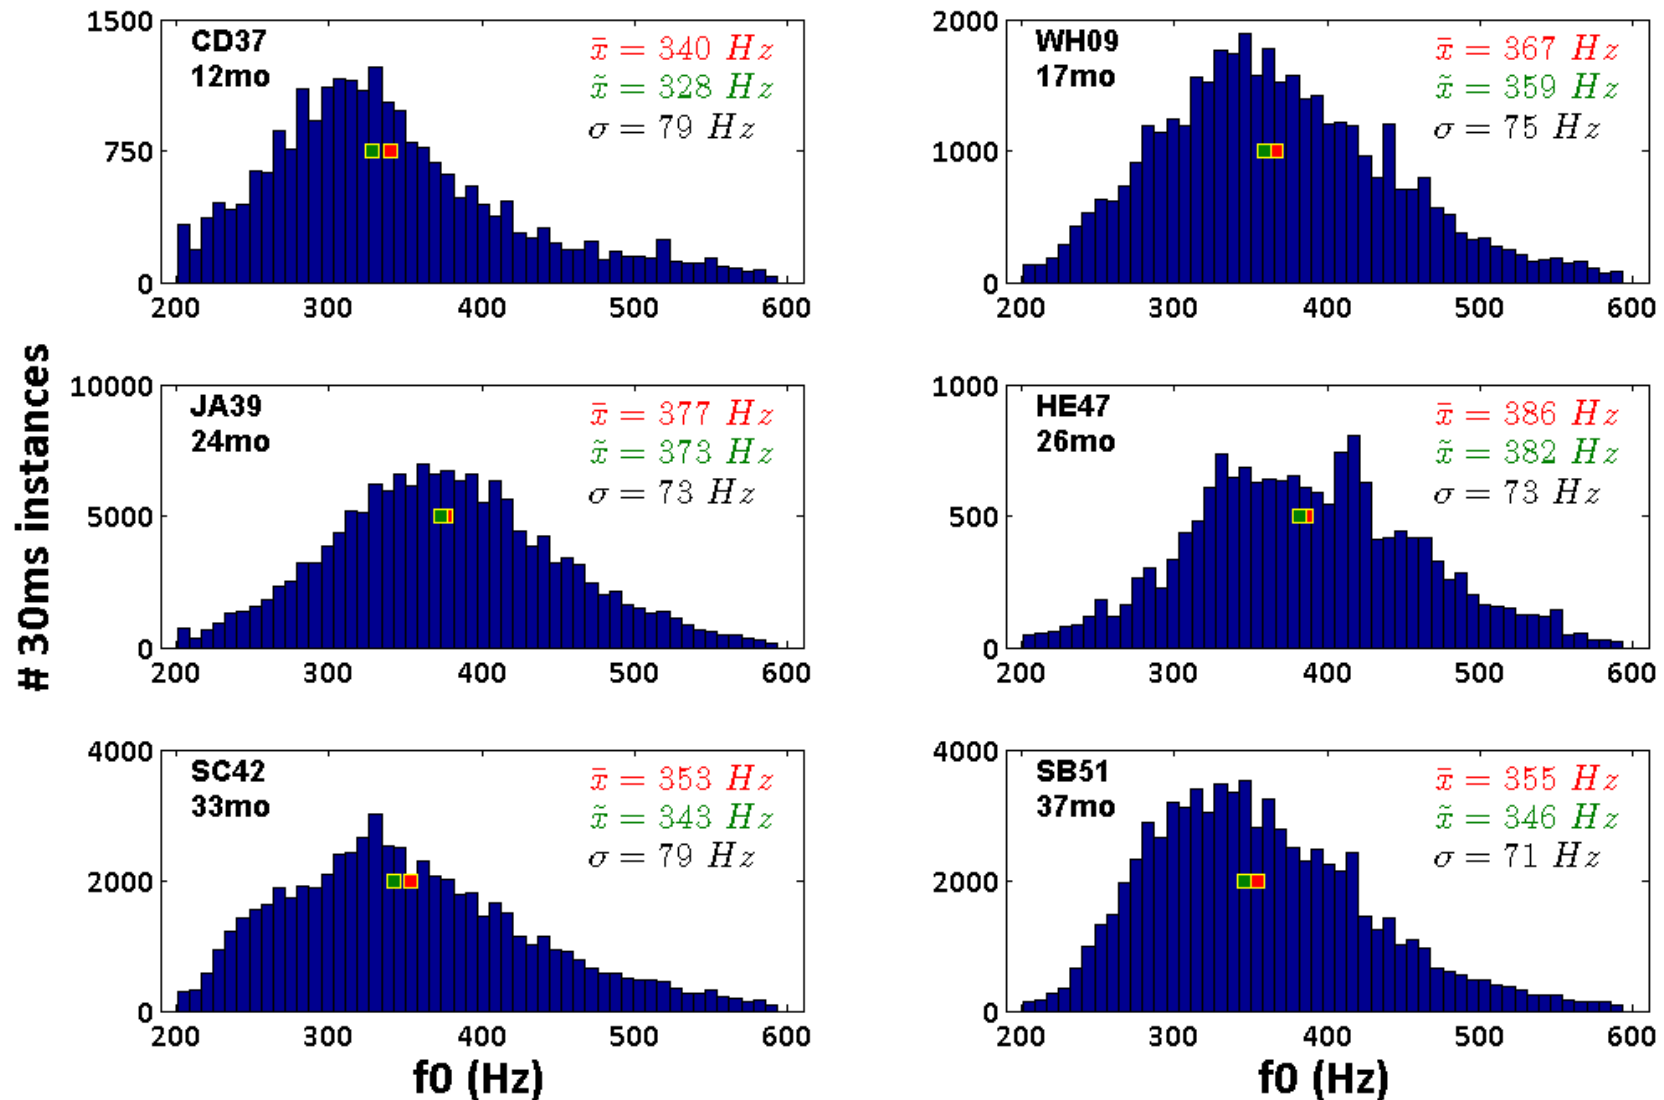 # 30ms instances
1500
750
0
CD37
12mo
x̄ = 340 Hz
x̃ = 328 Hz
σ = 79 Hz
200 300 400 500 600
2000
1000
0
WH09
17mo
x̄ = 367 Hz
x̃ = 359 Hz
σ = 75 Hz
200 300 400 500 600
10000
5000
0
JA39
24mo
x̄ = 377 Hz
x̃ = 373 Hz
σ = 73 Hz
200 300 400 500 600
1000
500
0
HE47
26mo
x̄ = 386 Hz
x̃ = 382 Hz
σ = 73 Hz
200 300 400 500 600
4000
2000
0
SC42
33mo
x̄ = 353 Hz
x̃ = 343 Hz
σ = 79 Hz
200 300 400 500 600
f0 (Hz)
4000
2000
0
SB51
37mo
x̄ = 355 Hz
x̃ = 346 Hz
σ = 71 Hz
200 300 400 500 600
f0 (Hz)